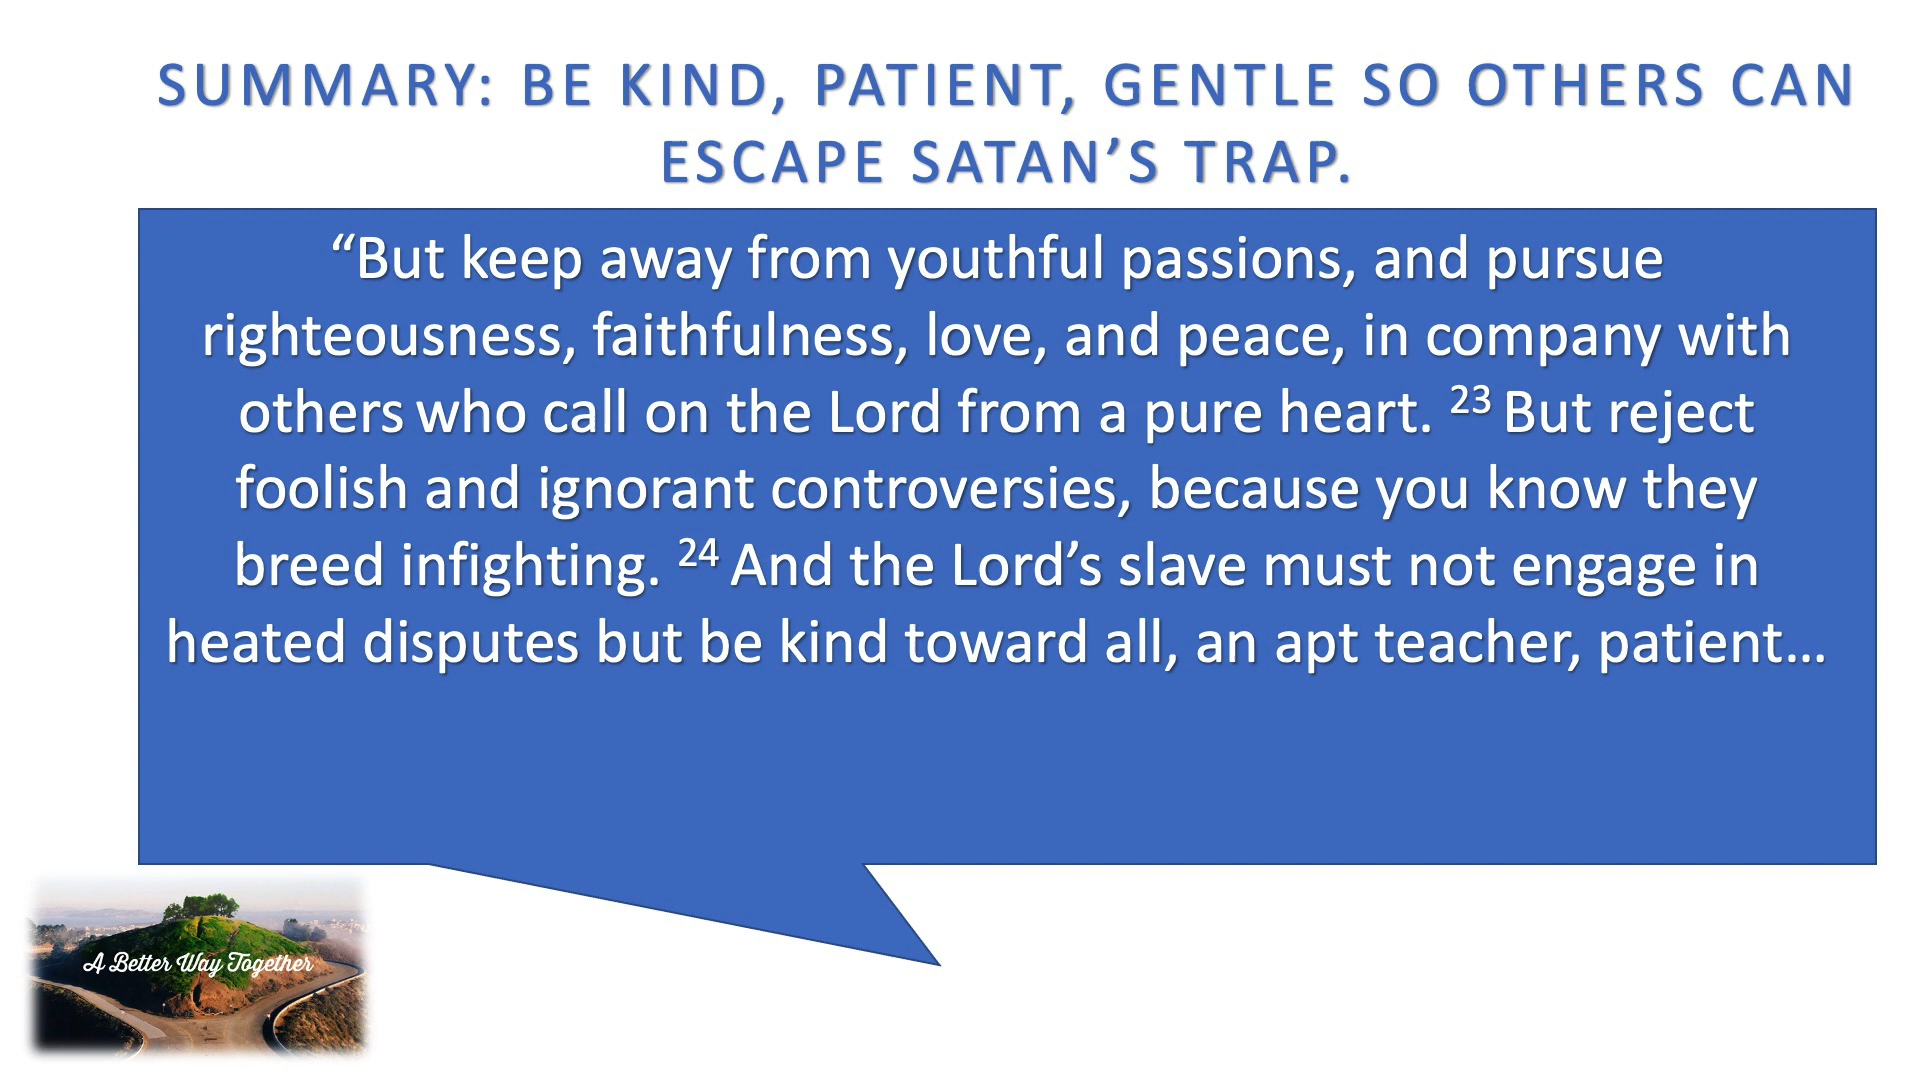 SUMMARY: BE KIND, PATIENT, GENTLE SO OTHERS CAN
ESCAPE SATAN’S TRAP.
“But keep away from youthful passions, and pursue
righteousness, faithfulness, love, and peace, in company with
others who call on the Lord from a pure heart. 23 But reject
foolish and ignorant controversies, because you know they
breed infighting. 24 And the Lord’s slave must not engage in
heated disputes but be kind toward all, an apt teacher, patient…
A Better Way Together